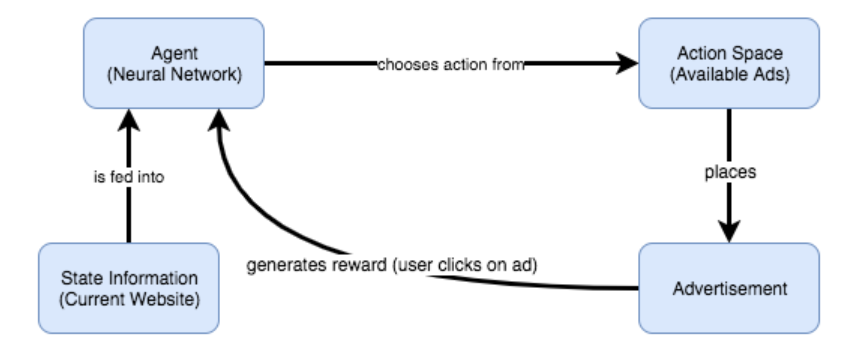 Agent
(Neural Network)
chooses action from
Action Space
(Available Ads)
is fed into
places
State Information
(Current Website)
generates reward (user clicks on ad)
Advertisement